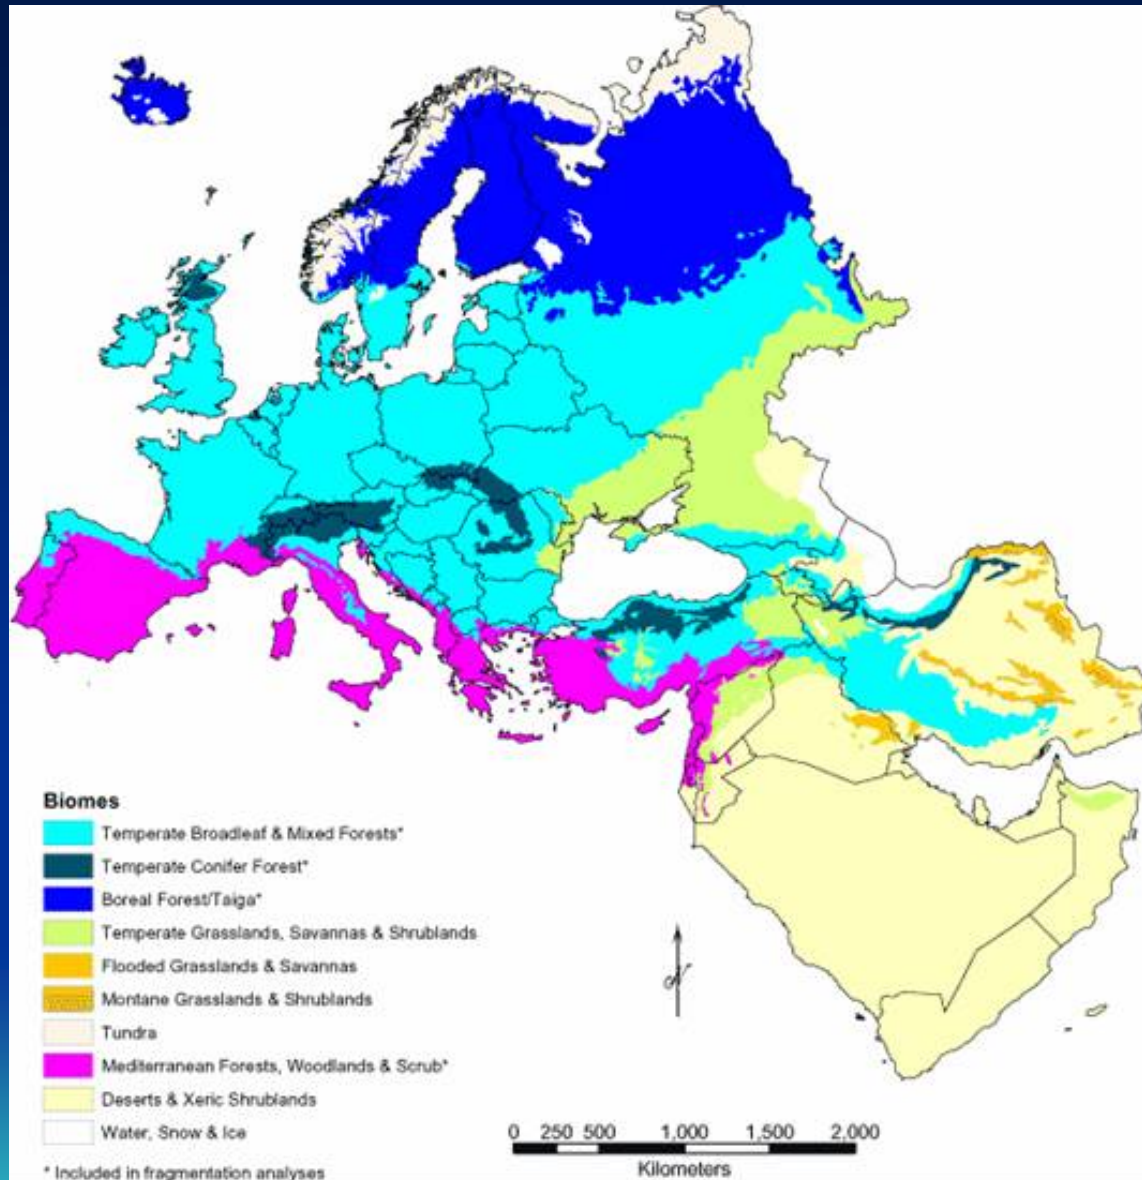 Biomes
Temperate Broadleaf & Mixed Forests*
Temperate Conifer Forest*
Boreal Forest/Taiga*
Temperate Grasslands, Savannas & Shrublands
Flooded Grasslands & Savannas
Montane Grasslands & Shrublands
Tundra
Mediterranean Forests, Woodlands & Scrub*
Deserts & Xeric Shrublands
Water, Snow & Ice
* Included in fragmentation analyses
N
0 250 500 1,000 1,500 2,000
Kilometers